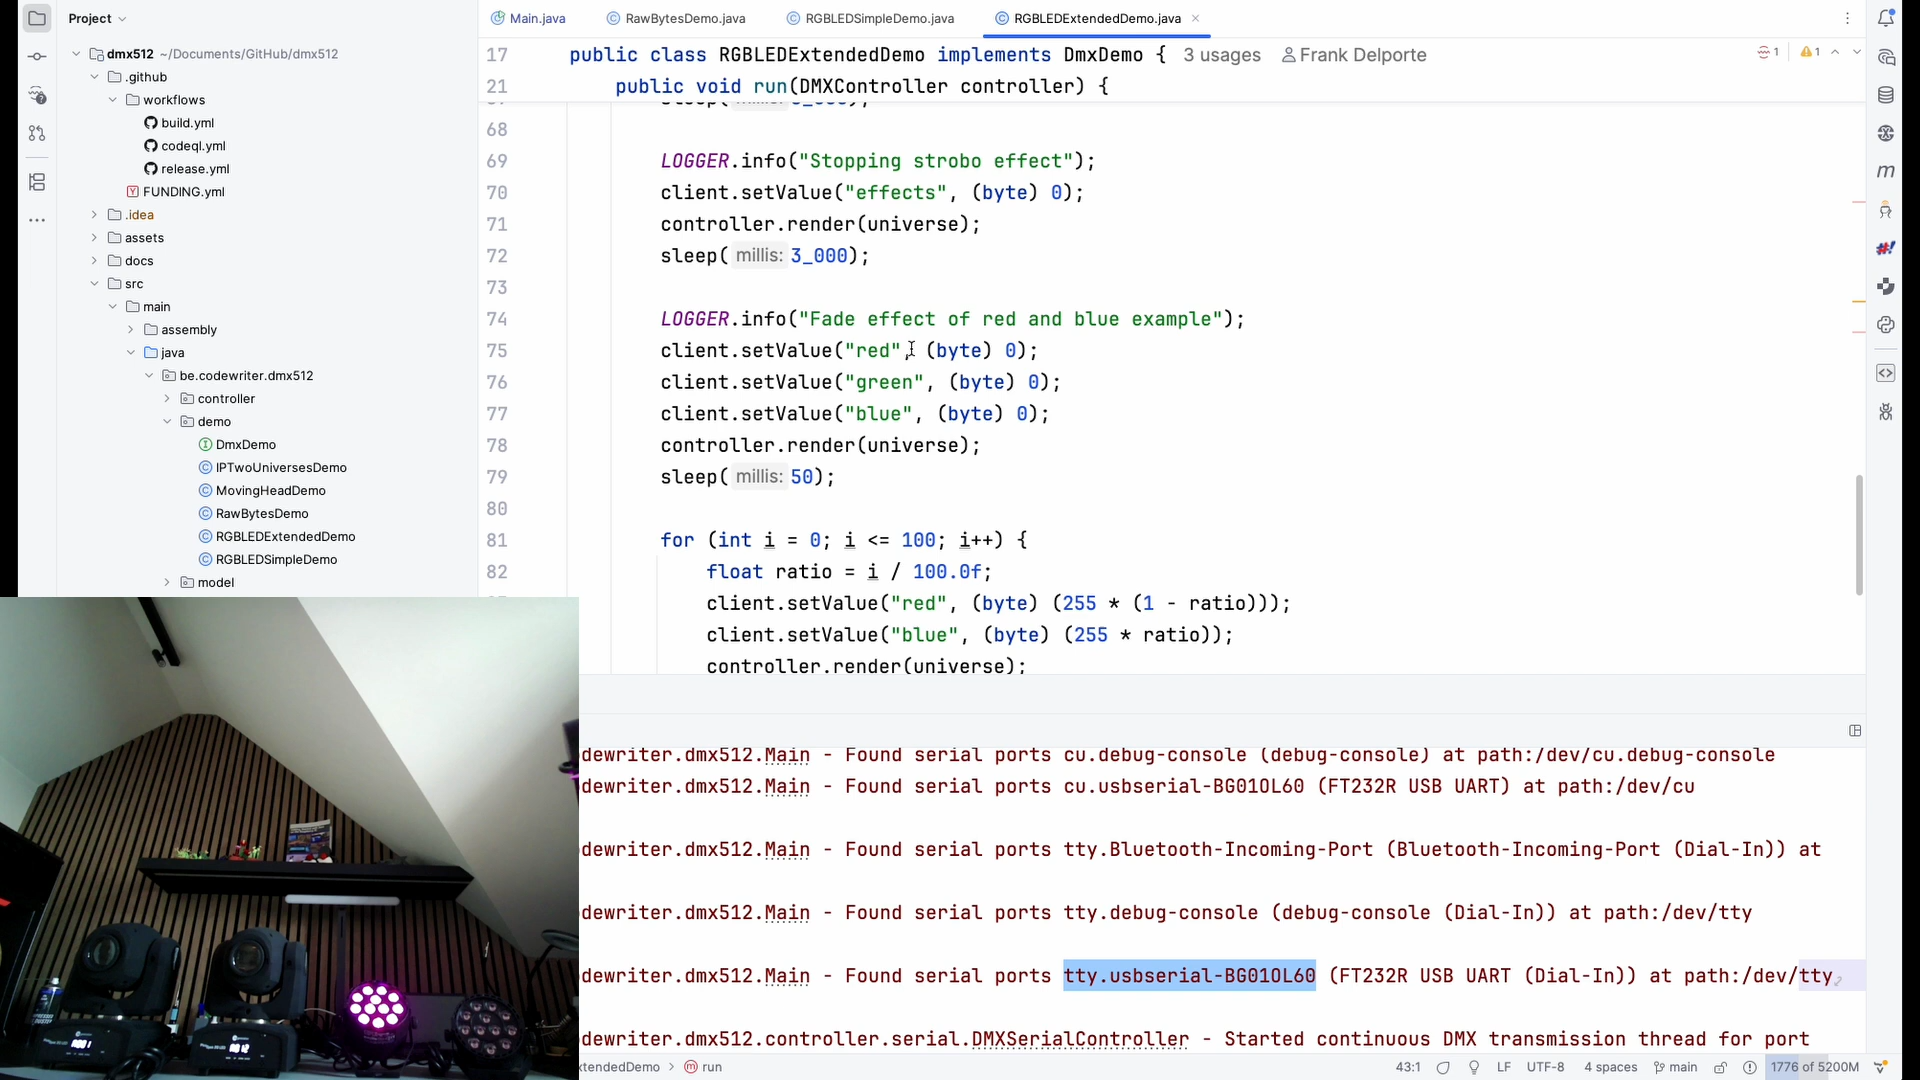 Project
Main.java
RawBytesDemo.java
RGBLEDSimpleDemo.java
RGBLEDExtendedDemo.java
dmx512 ~/Documents/GitHub/dmx512
.github
workflows
build.yml
codeql.yml
release.yml
FUNDING.yml
.idea
assets
docs
src
main
assembly
java
be.codewriter.dmx512
controller
demo
DmxDemo
IPTwoUniversesDemo
MovingHeadDemo
RawBytesDemo
RGBLEDExtendedDemo
RGBLEDSimpleDemo
model
17 public class RGBLEDExtendedDemo implements DmxDemo { 3 usages Frank Delporte
1 1
21 public void run(DMXController controller) {
68
69 LOGGER.info("Stopping strobo effect");
70 client.setValue("effects", (byte) 0);
71 controller.render(universe);
72 sleep( millis: 3_000);
73
74 LOGGER.info("Fade effect of red and blue example");
75 client.setValue("red", (byte) 0);
76 client.setValue("green", (byte) 0);
77 client.setValue("blue", (byte) 0);
78 controller.render(universe);
79 sleep( millis: 50);
80
81 for (int i = 0; i <= 100; i++) {
82 float ratio = i / 100.0f;
client.setValue("red", (byte) (255 * (1 - ratio)));
client.setValue("blue", (byte) (255 * ratio));
controller.render(universe);
dewriter.dmx512.Main - Found serial ports cu.debug-console (debug-console) at path:/dev/cu.debug-console
dewriter.dmx512.Main - Found serial ports cu.usbserial-BG01OL60 (FT232R USB UART) at path:/dev/cu
dewriter.dmx512.Main - Found serial ports tty.Bluetooth-Incoming-Port (Bluetooth-Incoming-Port (Dial-In)) at
dewriter.dmx512.Main - Found serial ports tty.debug-console (debug-console (Dial-In)) at path:/dev/tty
dewriter.dmx512.Main - Found serial ports tty.usbserial-BG01OL60 (FT232R USB UART (Dial-In)) at path:/dev/tty
dewriter.dmx512.controller.serial.DMXSerialController - Started continuous DMX transmission thread for port
xtendedDemo > run
43:1 LF UTF-8 4 spaces main 1776 of 5200M